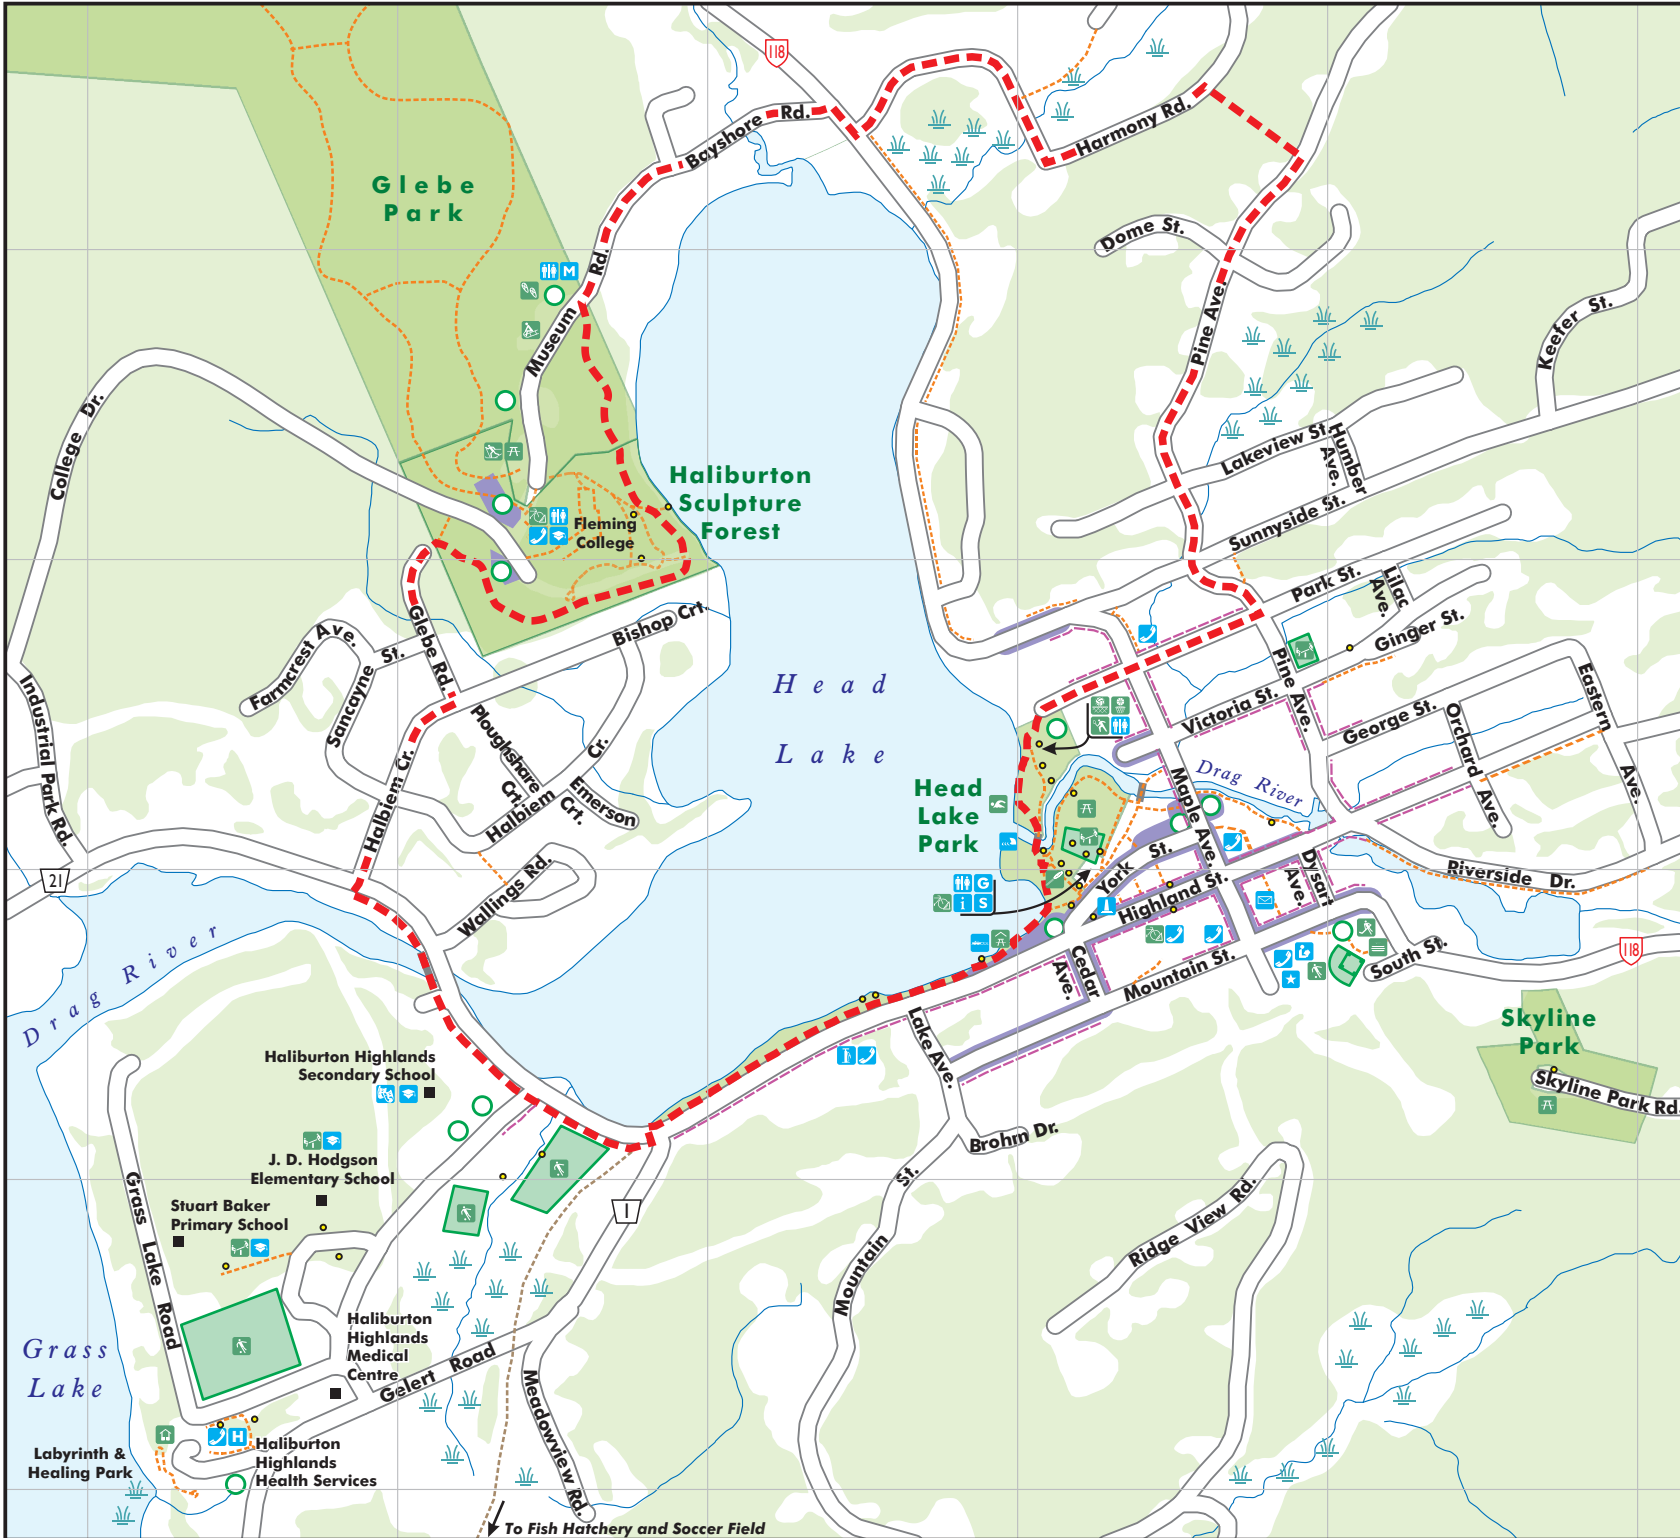 118
Bayshore Rd.
Harmony Rd.
Glebe
Park
Dome St.
M
Museum Rd.
Pine Ave.
Keefer St.
College Dr.
Lakeview St.
Humber
Ave.
Sunnyside St.
Haliburton
Sculpture
Forest
Fleming
College
Park St.
Lilac
Ave.
Ginger St.
Bishop Crt.
Glebe Rd.
Farmcrest Ave.
Sancayne St.
Industrial Park Rd.
Head
Lake
Pine Ave.
Victoria St.
George St.
Eastern Ave.
Orchard Ave.
Ploughshare
Crt.
Halbiem Cr.
Emerson
Crt.
Halbiem Cr.
Drag River
Maple Ave.
Head
Lake
Park
21
Wallings Rd.
York St.
Dysart
Ave.
Riverside Dr.
G
i S
Highland St.
Drag River
Cedar
Ave.
Mountain St.
South St.
118
Lake Ave.
Skyline
Park
Skyline Park Rd.
Haliburton Highlands
Secondary School
Brohm Dr.
J. D. Hodgson
Elementary School
Stuart Baker
Primary School
Grass Lake Road
1
Mountain St.
Ridge View Rd.
Haliburton
Highlands
Medical
Centre
Gelert Road
Grass
Lake
Meadowview Rd.
H
Labyrinth &
Healing Park
Haliburton
Highlands
Health Services
To Fish Hatchery and Soccer Field